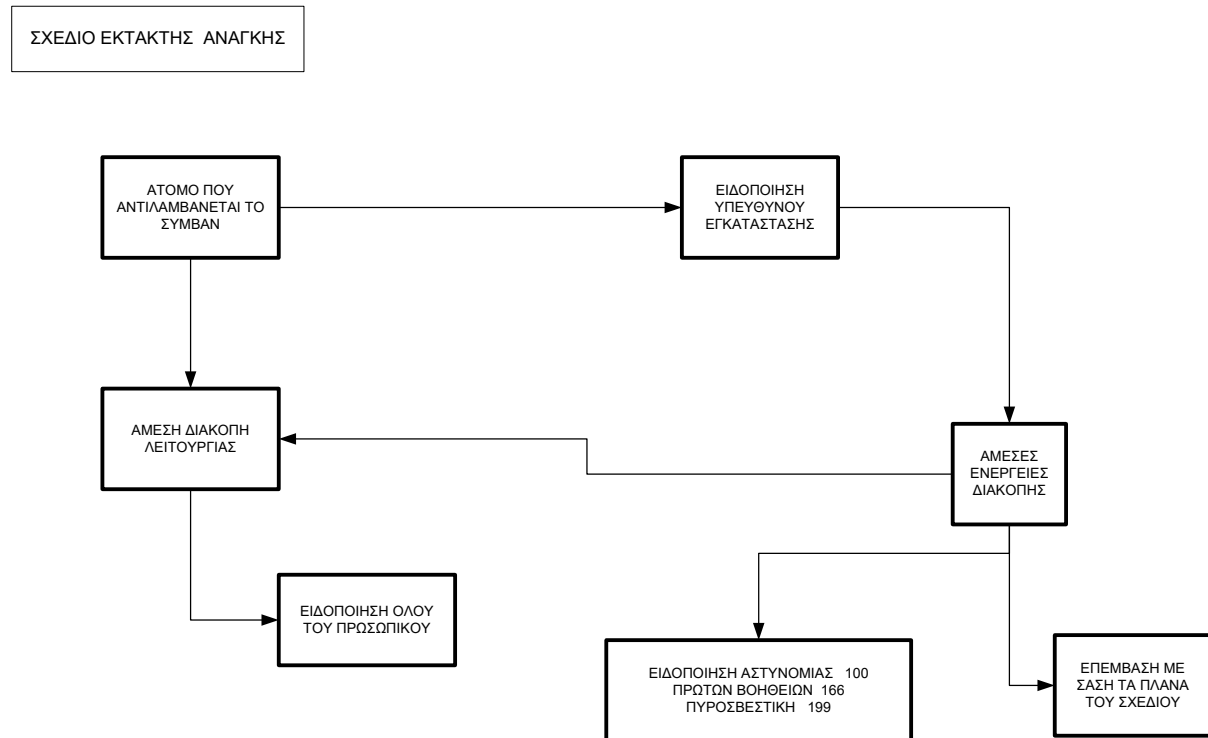 ΣΧΕΔΙΟ ΕΚΤΑΚΤΗΣ ΑΝΑΓΚΗΣ
ΑΤΟΜΟ ΠΟΥ
ΑΝΤΙΛΑΜΒΑΝΕΤΑΙ ΤΟ
ΣΥΜΒΑΝ
ΕΙΔΟΠΟΙΗΣΗ
ΥΠΕΥΘΥΝΟΥ
ΕΓΚΑΤΑΣΤΑΣΗΣ
ΑΜΕΣΗ ΔΙΑΚΟΠΗ
ΛΕΙΤΟΥΡΓΙΑΣ
ΑΜΕΣΕΣ
ΕΝΕΡΓΕΙΕΣ
ΔΙΑΚΟΠΗΣ
ΕΙΔΟΠΟΙΗΣΗ ΟΛΟΥ
ΤΟΥ ΠΡΩΣΩΠΙΚΟΥ
ΕΙΔΟΠΟΙΗΣΗ ΑΣΤΥΝΟΜΙΑΣ 100
ΠΡΩΤΩΝ ΒΟΗΘΕΙΩΝ 166
ΠΥΡΟΣΒΕΣΤΙΚΗ 199
ΕΠΕΜΒΑΣΗ ΜΕ
ΣΑΣΗ ΤΑ ΠΛΑΝΑ
ΤΟΥ ΣΧΕΔΙΟΥ